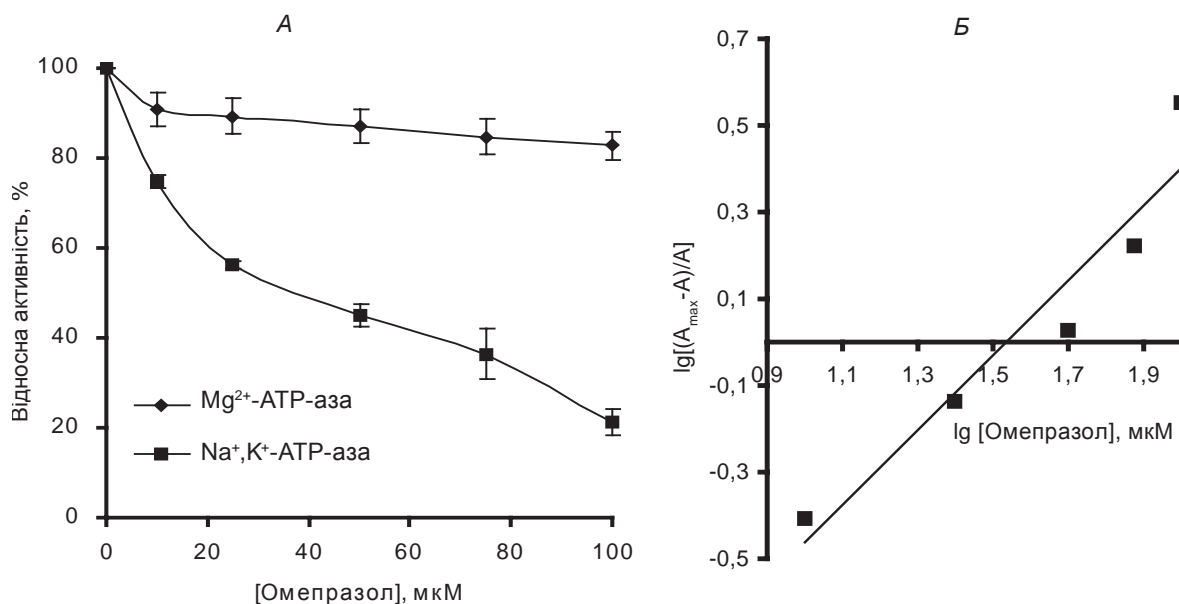 А
Відносна активність, %
100
80
60
40
20
0
Mg²⁺-АТР-аза
Na⁺,K⁺-АТР-аза
0 20 40 60 80 100
[Омепразол], мкМ
Б
lg[(Amax-A)/A]
0,7
0,5
0,3
0,1
-0,1
-0,3
-0,5
0,9 1,1 1,3 1,5 1,7 1,9
lg [Омепразол], мкМ